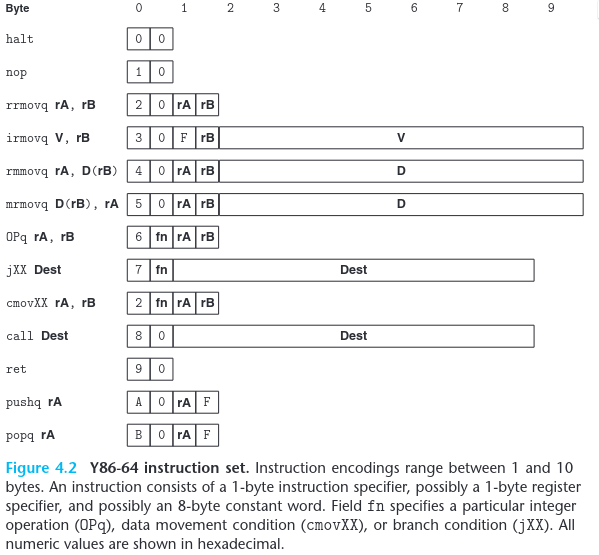 Byte 0 1 2 3 4 5 6 7 8 9
halt 0 0
nop 1 0
rrmovq rA, rB 2 0 rA rB
irmovq V, rB 3 0 F rB V
rmmovq rA, D(rB) 4 0 rA rB D
mrmovq D(rB), rA 5 0 rA rB D
OPq rA, rB 6 fn rA rB
jXX Dest 7 fn Dest
cmovXX rA, rB 2 fn rA rB
call Dest 8 0 Dest
ret 9 0
pushq rA A 0 rA F
popq rA B 0 rA F
Figure 4.2 Y86-64 instruction set. Instruction encodings range between 1 and 10
bytes. An instruction consists of a 1-byte instruction specifier, possibly a 1-byte register
specifier, and possibly an 8-byte constant word. Field fn specifies a particular integer
operation (OPq), data movement condition (cmovXX), or branch condition (jXX). All
numeric values are shown in hexadecimal.